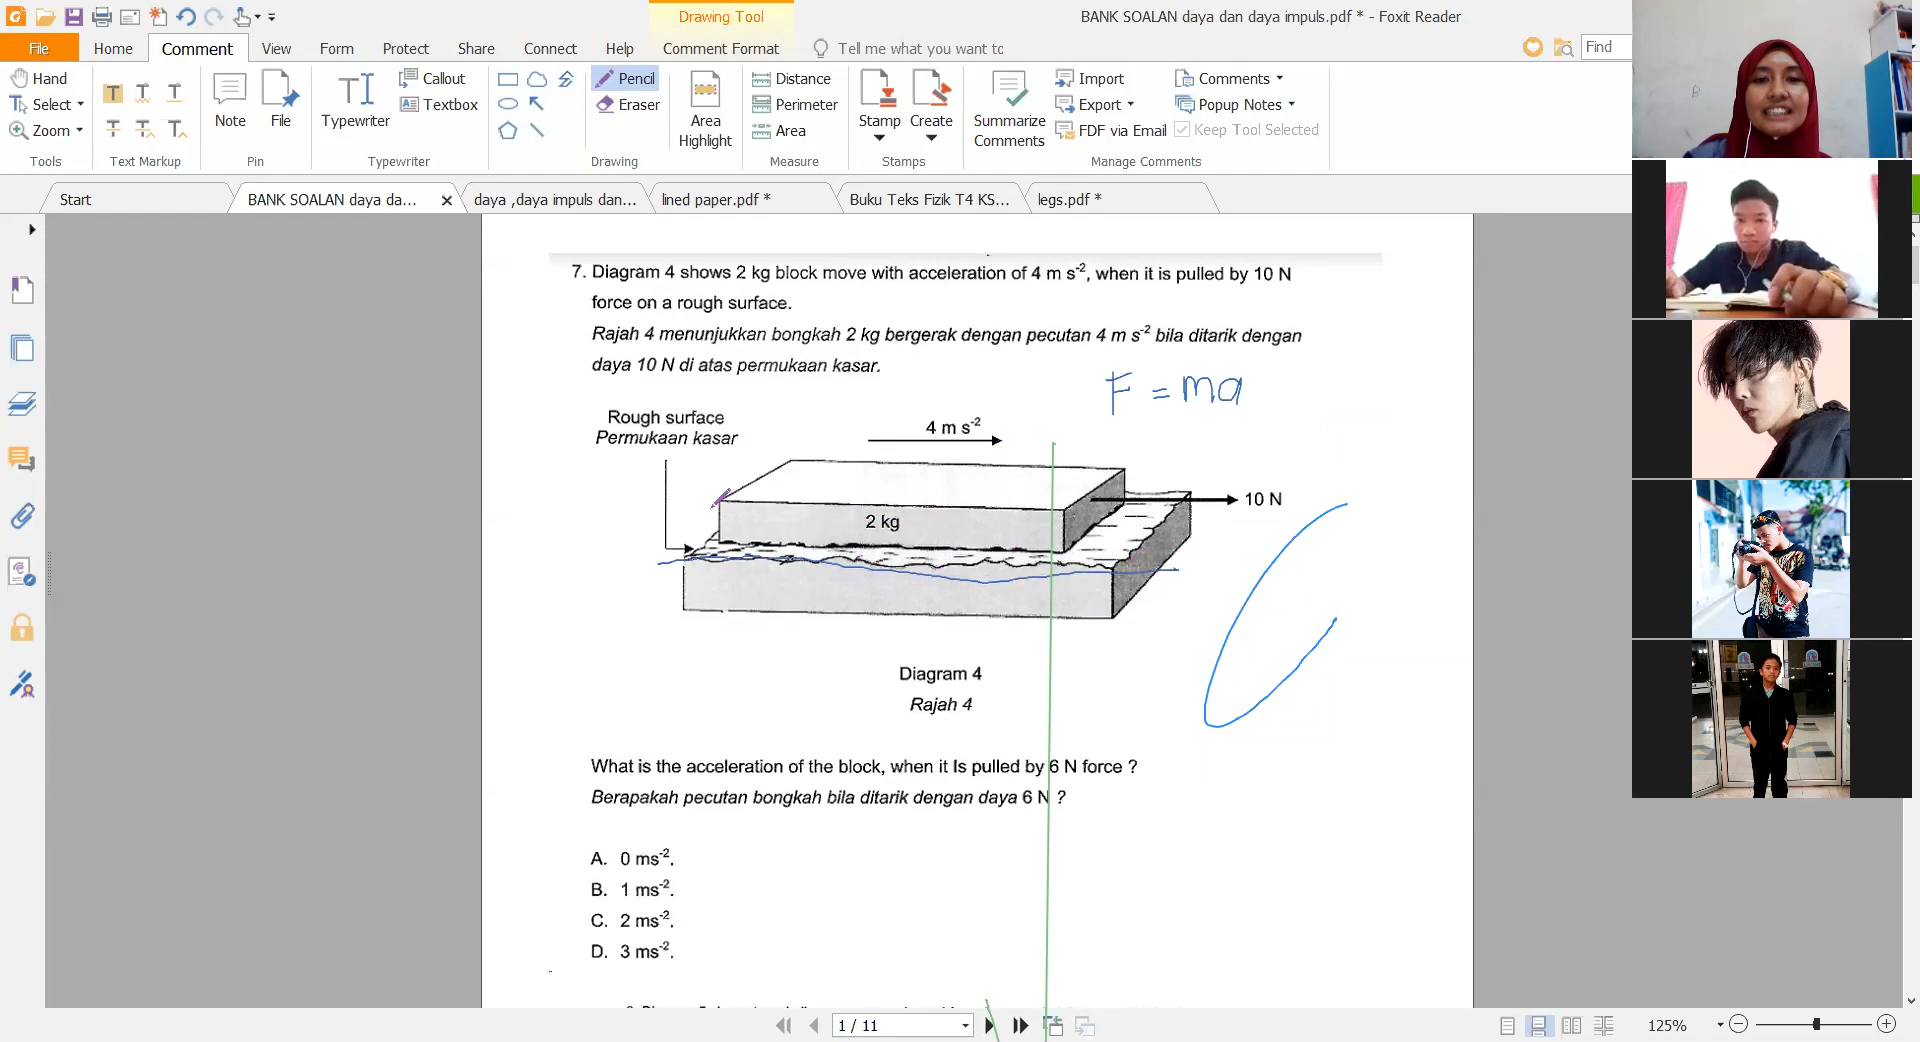 Drawing Tool
BANK SOALAN daya dan daya impuls.pdf * - Foxit Reader
File Home Comment View Form Protect Share Connect Help Comment Format Tell me what you want to
Find
Hand
Select
Zoom
Tools
Text Markup
Note
File
Pin
Typewriter
Callout
Textbox
Typewriter
Pencil
Eraser
Drawing
Area
Highlight
Distance
Perimeter
Area
Measure
Stamp
Create
Stamps
Summarize
Comments
Import
Export
FDF via Email
Comments
Popup Notes
Keep Tool Selected
Manage Comments
Start
BANK SOALAN daya da...
daya ,daya impuls dan...
lined paper.pdf *
Buku Teks Fizik T4 KS...
legs.pdf *
7. Diagram 4 shows 2 kg block move with acceleration of 4 m s⁻², when it is pulled by 10 N
force on a rough surface.
Rajah 4 menunjukkan bongkah 2 kg bergerak dengan pecutan 4 m s⁻² bila ditarik dengan
daya 10 N di atas permukaan kasar.
F = ma
Rough surface
Permukaan kasar
4 m s⁻²
10 N
2 kg
Diagram 4
Rajah 4
What is the acceleration of the block, when it Is pulled by 6 N force ?
Berapakah pecutan bongkah bila ditarik dengan daya 6 N ?
A. 0 ms⁻².
B. 1 ms⁻².
C. 2 ms⁻².
D. 3 ms⁻².
1 / 11
125%